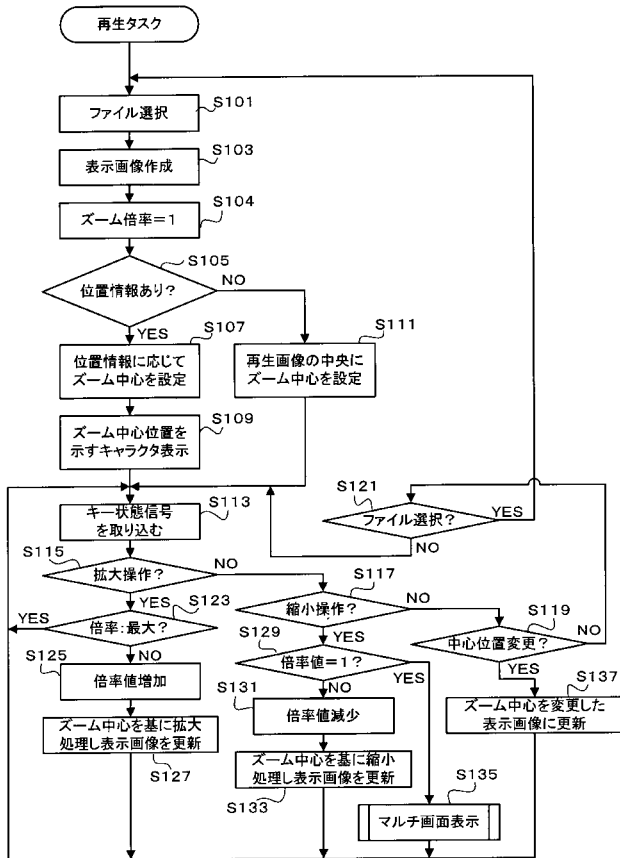 再生タスク
S101
ファイル選択
S103
表示画像作成
S104
ズーム倍率＝1
S105
位置情報あり？
NO
YES
S107
位置情報に応じて
ズーム中心を設定
S111
再生画像の中央に
ズーム中心を設定
S109
ズーム中心位置を
示すキャラクタ表示
S113
キー状態信号
を取り込む
S121
ファイル選択？
YES
NO
S115
拡大操作？
NO
YES
S117
縮小操作？
NO
YES
S119
中心位置変更？
NO
YES
S123
倍率：最大？
YES
NO
S129
倍率値＝1？
YES
NO
S125
倍率値増加
S131
倍率値減少
S137
ズーム中心を変更した
表示画像に更新
ズーム中心を基に拡大
処理し表示画像を更新
S127
ズーム中心を基に縮小
処理し表示画像を更新
S133
S135
マルチ画面表示